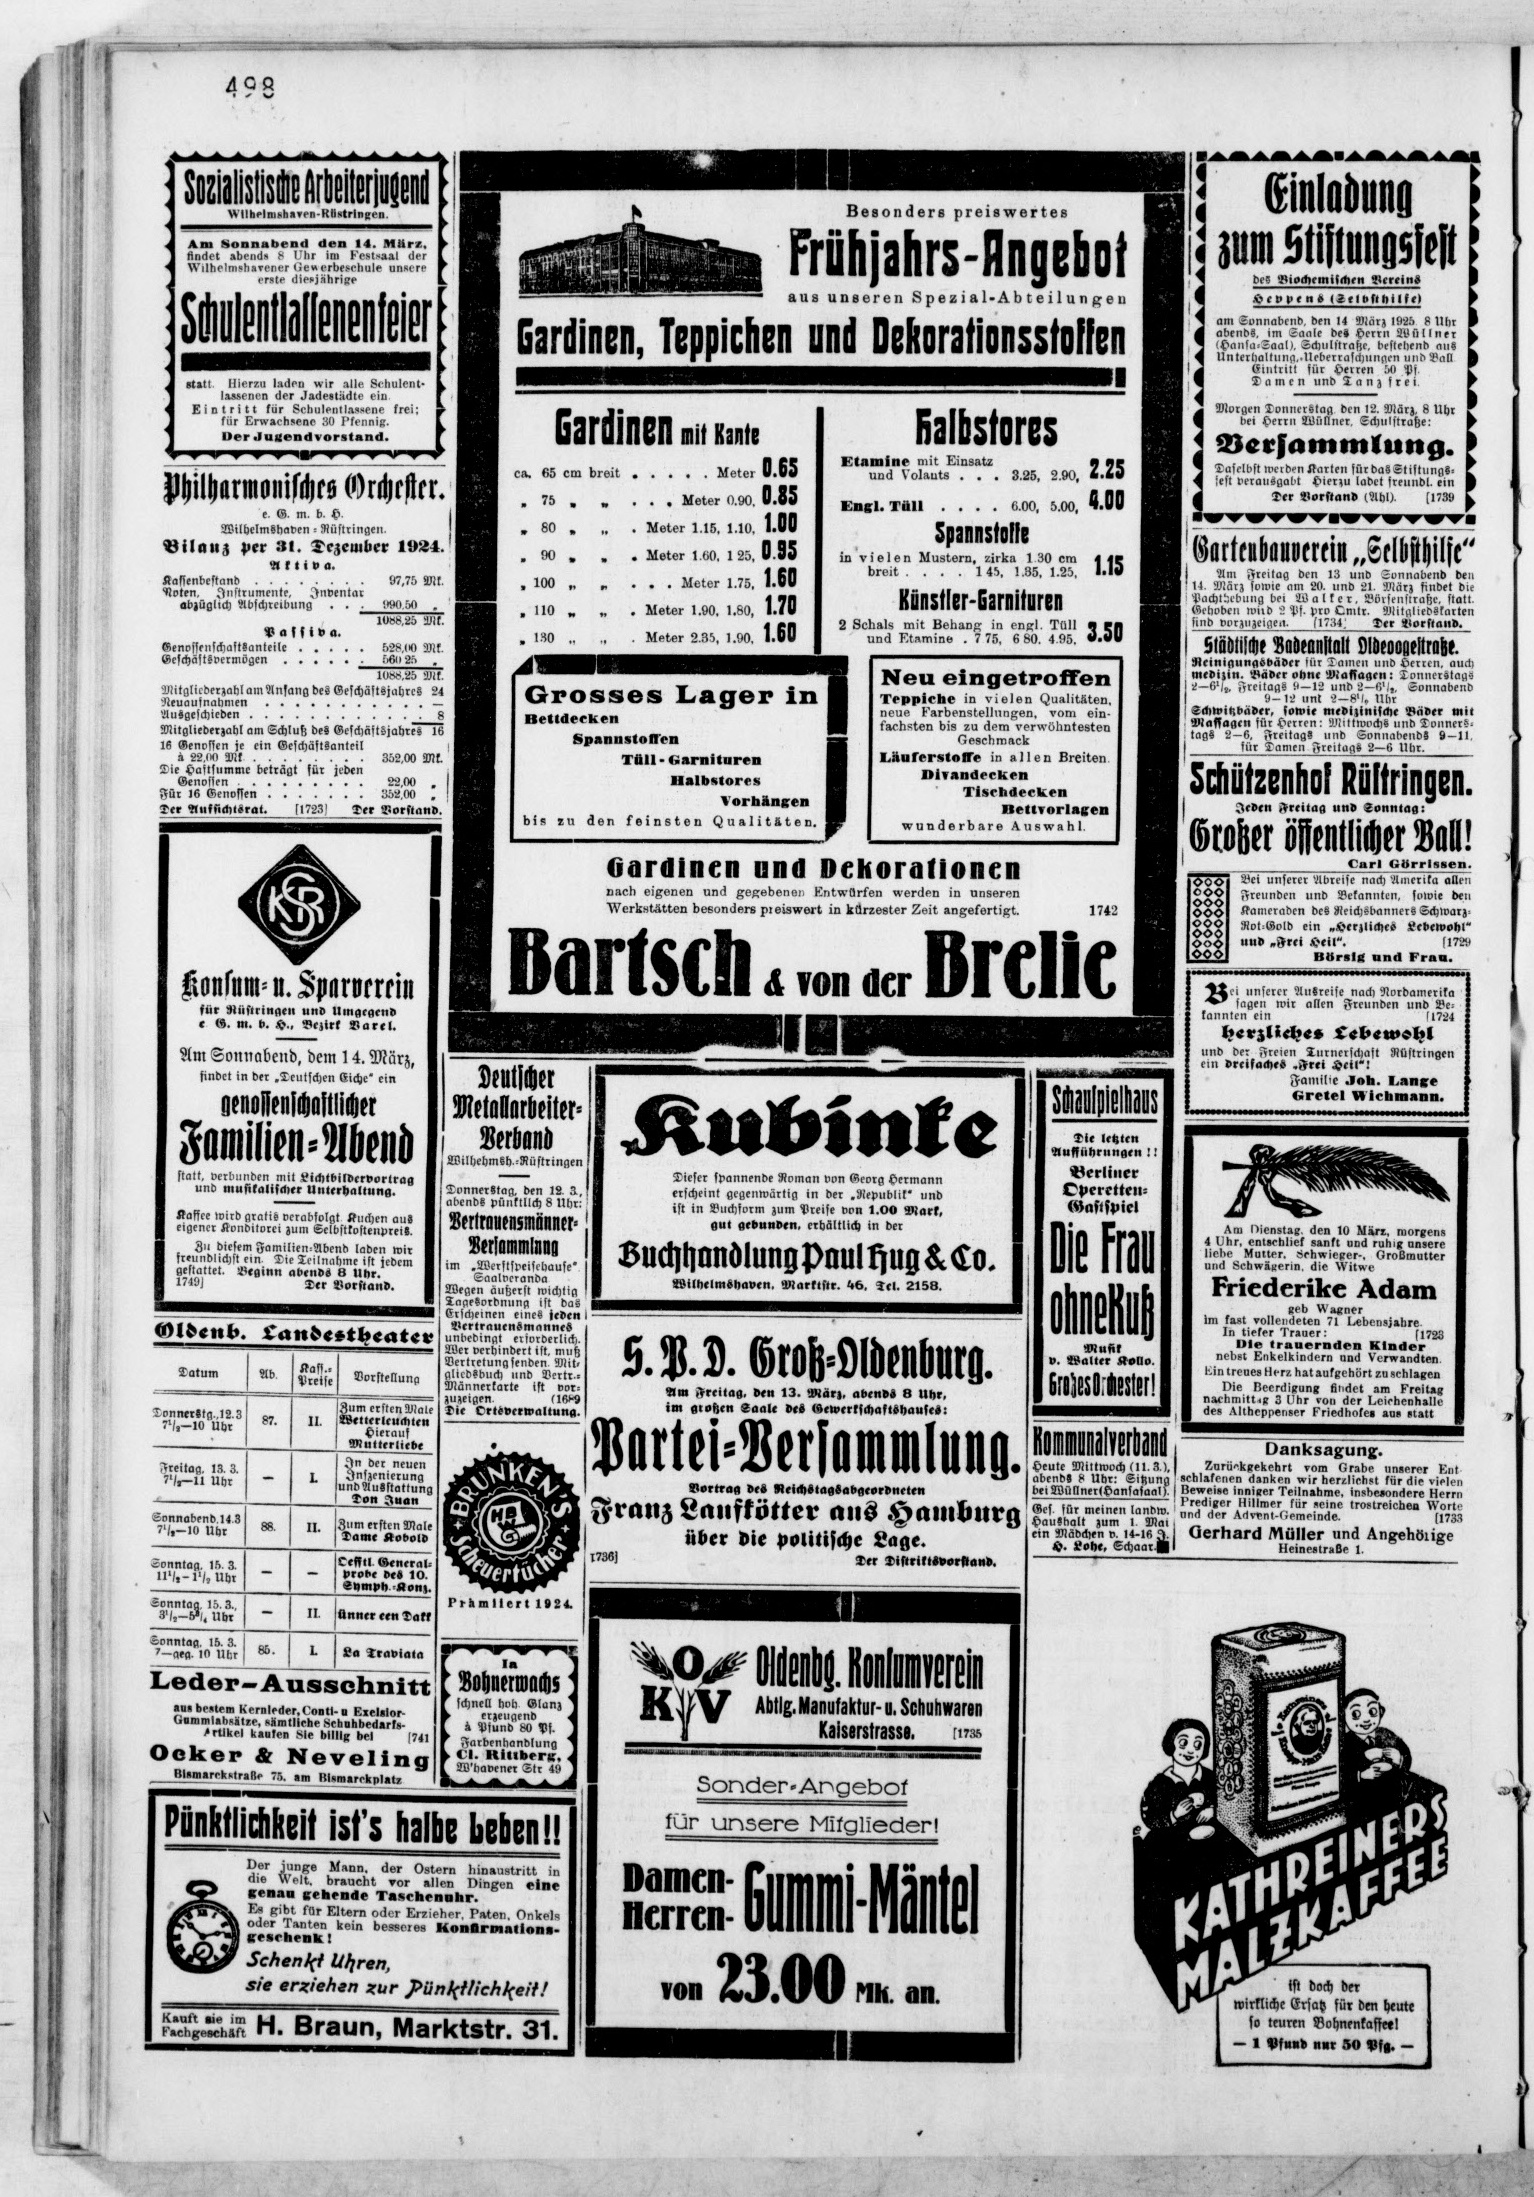 498
Sozialistische Arbeiterjugend
Wilhelmshaven-Rüstringen.
Am Sonnabend den 14. März,
findet abends 8 Uhr im Festsaal der
Wilhelmshavener Gewerbeschule unsere
erste diesjährige
Schulentlassenenfeier
statt. Hierzu laden wir alle Schulent-
lassenen der Jadestädte ein.
Eintritt für Schulentlassene frei;
für Erwachsene 30 Pfennig.
Der Jugendvorstand.
Philharmonisches Orchester.
e. G. m. b. H.
Wilhelmshaven-Rüstringen.
Bilanz per 31. Dezember 1924.
Aktiva.
Kassenbestand . . . . . . . . 97,75 Mk.
Noten, Instrumente, Inventar
abzüglich Abschreibung . . . 990,50 „
1088,25 Mk.
Passiva.
Genossenschaftsanteile . . . . . 528,00 Mk.
Geschäftsvermögen . . . . . . 560 25 „
1088,25 Mk.
Mitgliederzahl am Anfang des Geschäftsjahres 24
Neuaufnahmen . . . . . . . . . . . —
Ausgeschieden . . . . . . . . . . . 8
Mitgliederzahl am Schluß des Geschäftsjahres 16
16 Genossen je ein Geschäftsanteil
à 22,00 Mk. . . . . . . . . 352,00 Mk.
Die Haftsumme beträgt für jeden
Genossen . . . . . . . . . 22,00 „
Für 16 Genossen . . . . . . . 352,00 „
Der Aufsichtsrat. [1723] Der Vorstand.
KSR
Konsum- u. Sparverein
für Rüstringen und Umgegend
e. G. m. b. H., Bezirk Varel.
Am Sonnabend, dem 14. März,
findet in der „Deutschen Eiche“ ein
genossenschaftlicher
Familien-Abend
statt, verbunden mit Lichtbildervortrag
und musikalischer Unterhaltung.
Kaffee wird gratis verabfolgt. Kuchen aus
eigener Konditorei zum Selbstkostenpreis.
Zu diesem Familien-Abend laden wir
freundlichst ein. Die Teilnahme ist jedem
gestattet. Beginn abends 8 Uhr.
1749] Der Vorstand.
Oldenb. Landestheater
Datum Ab. Kass.-Preise Vorstellung
Donnerstg., 12.3 7½—10 Uhr 87. II. Zum ersten Male Wetterleuchten Hierauf Mutterliebe
Freitag, 13. 3. 7½—11 Uhr — I. In der neuen Inszenierung und Ausstattung Don Juan
Sonnabend, 14.3 7½—10 Uhr 88. II. Zum ersten Male Dame Kobold
Sonntag, 15. 3. 11½—1½ Uhr — — Oefftl. Generalprobe des 10. Symph.-Konz.
Sonntag, 15. 3., 3½—5¾ Uhr — II. Ünner een Dakk
Sonntag, 15. 3. 7—geg. 10 Uhr 85. I. La Traviata
Leder-Ausschnitt
aus bestem Kernleder, Conti- u Exelsior-
Gummiabsätze, sämtliche Schuhbedarfs-
Artikel kaufen Sie billig bei [741
Ocker & Neveling
Bismarckstraße 75, am Bismarckplatz
Pünktlichkeit ist's halbe Leben!!
Der junge Mann, der Ostern hinaustritt in
die Welt, braucht vor allen Dingen eine
genau gehende Taschenuhr.
Es gibt für Eltern oder Erzieher, Paten, Onkels
oder Tanten kein besseres Konfirmations-
geschenk!
Schenkt Uhren,
sie erziehen zur Pünktlichkeit!
Kauft sie im
Fachgeschäft H. Braun, Marktstr. 31.
Besonders preiswertes
Frühjahrs-Angebot
aus unseren Spezial-Abteilungen
Gardinen, Teppichen und Dekorationsstoffen
Gardinen mit Kante
ca. 65 cm breit . . . . . Meter 0.65
„ 75 „ „ . . . . Meter 0.90, 0.85
„ 80 „ „ . Meter 1.15, 1.10, 1.00
„ 90 „ „ . Meter 1.60, 1 25, 0.95
„ 100 „ „ . . . Meter 1.75, 1.60
„ 110 „ „ . Meter 1.90, 1.80, 1.70
„ 130 „ „ . Meter 2.35, 1.90, 1.60
Halbstores
Etamine mit Einsatz
und Volauts . . . 3.25, 2.90, 2.25
Engl. Tüll . . . . 6.00, 5.00, 4.00
Spannstoffe
in vielen Mustern, zirka 1.30 cm
breit . . . . 1 45, 1.35, 1.25, 1.15
Künstler-Garnituren
2 Schals mit Behang in engl. Tüll
und Etamine . 7 75, 6 80, 4.95, 3.50
Grosses Lager in
Bettdecken
Spannstoffen
Tüll-Garnituren
Halbstores
Vorhängen
bis zu den feinsten Qualitäten.
Neu eingetroffen
Teppiche in vielen Qualitäten,
neue Farbenstellungen, vom ein-
fachsten bis zu dem verwöhntesten
Geschmack
Läuferstoffe in allen Breiten.
Divandecken
Tischdecken
Bettvorlagen
wunderbare Auswahl.
Gardinen und Dekorationen
nach eigenen und gegebenen Entwürfen werden in unseren
Werkstätten besonders preiswert in kürzester Zeit angefertigt. 1742
Bartsch & von der Brelie
Deutscher
Metallarbeiter-
Verband
Wilhelmsh.-Rüstringen
Donnerstag, den 12. 3.,
abends pünktlich 8 Uhr:
Vertrauensmänner-
Versammlung
im „Werftspeisehause“
Saalveranda
Wegen äußerst wichtig
Tagesordnung ist das
Erscheinen eines jeden
Vertrauensmannes
unbedingt erforderlich.
Wer verhindert ist, muß
Vertretung senden. Mit-
gliedsbuch und Vertr.-
Männerkarte ist vor-
zuzeigen. (1689
Die Ortsverwaltung.
BRUNKEN'S
HBW
Scheuertücher
Prämiiert 1924.
Ia
Bohnerwachs
schnell hoh. Glanz
erzeugend
à Pfund 80 Pf.
Farbenhandlung
Cl. Rittberg,
W'havener Str 49
Kubinke
Dieser spannende Roman von Georg Hermann
erscheint gegenwärtig in der „Republik“ und
ist in Buchform zum Preise von 1.00 Mark,
gut gebunden, erhältlich in der
Buchhandlung Paul Hug & Co.
Wilhelmshaven, Marktstr. 46, Tel. 2158.
S. P. D. Groß-Oldenburg.
Am Freitag, den 13. März, abends 8 Uhr,
im großen Saale des Gewerkschaftshauses:
Partei-Versammlung.
Vortrag des Reichstagsabgeordneten
Franz Laufkötter aus Hamburg
über die politische Lage.
1736] Der Distriktsvorstand.
OKV
Oldenbg. Konsumverein
Abtlg. Manufaktur- u. Schuhwaren
Kaiserstrasse. [1735
Sonder-Angebot
für unsere Mitglieder!
Damen-
Herren- Gummi-Mäntel
von 23.00 Mk. an.
Schauspielhaus
Die letzten
Aufführungen !!
Berliner
Operetten-
Gastspiel
Die Frau
ohne Kuß
Musik
v. Walter Kollo.
Großes Orchester!
Kommunalverband
Heute Mittwoch (11. 3.),
abends 8 Uhr: Sitzung
bei Wüllner (Hansasaal).
Ges. für meinen landw.
Haushalt zum 1. Mai
ein Mädchen v. 14-16 J.
H. Lohe, Schaar.
Einladung
zum Stiftungsfest
des Biochemischen Vereins
Heppens (Selbsthilfe)
am Sonnabend, den 14 März 1925, 8 Uhr
abends, im Saale des Herrn Wüllner
(Hansa-Saal), Schulstraße, bestehend aus
Unterhaltung, Ueberraschungen und Ball
Eintritt für Herren 50 Pf.
Damen und Tanz frei.
Morgen Donnerstag, den 12. März, 8 Uhr
bei Herrn Wüllner, Schulstraße:
Versammlung.
Daselbst werden Karten für das Stiftungs-
fest verausgabt Hierzu ladet freundl. ein
Der Vorstand (Ahl). [1739
Gartenbauverein „Selbsthilfe“
Am Freitag den 13 und Sonnabend den
14. März sowie am 20. und 21. März findet die
Pachthebung bei Walter, Börsenstraße, statt.
Gehoben wird 2 Pf. pro Qmtr. Mitgliedskarten
sind vorzuzeigen. [1734] Der Vorstand.
Städtische Badeanstalt Oldeoogestraße.
Reinigungsbäder für Damen und Herren, auch
medizin. Bäder ohne Massagen: Donnerstags
2—6½, Freitags 9—12 und 2—6½, Sonnabend
9—12 und 2—8½ Uhr
Schwitzbäder, sowie medizinische Bäder mit
Massagen für Herren: Mittwochs und Donners-
tags 2—6, Freitags und Sonnabends 9—11,
für Damen Freitags 2—6 Uhr.
Schützenhof Rüstringen.
Jeden Freitag und Sonntag:
Großer öffentlicher Ball!
Carl Görrissen.
Bei unserer Abreise nach Amerika allen
Freunden und Bekannten, sowie den
Kameraden des Reichsbanners Schwarz-
Rot-Gold ein „Herzliches Lebewohl“
und „Frei Heil“. [1729
Börsig und Frau.
Bei unserer Ausreise nach Nordamerika
sagen wir allen Freunden und Be-
kannten ein [1724
herzliches Lebewohl
und der Freien Turnerschaft Rüstringen
ein dreifaches „Frei Heil“!
Familie Joh. Lange
Gretel Wichmann.
Am Dienstag, den 10 März, morgens
4 Uhr, entschlief sanft und ruhig unsere
liebe Mutter, Schwieger-, Großmutter
und Schwägerin, die Witwe
Friederike Adam
geb Wagner
im fast vollendeten 71 Lebensjahre.
In tiefer Trauer: [1723
Die trauernden Kinder
nebst Enkelkindern und Verwandten.
Ein treues Herz hat aufgehört zu schlagen
Die Beerdigung findet am Freitag
nachmittag 3 Uhr von der Leichenhalle
des Altheppenser Friedhofes aus statt
Danksagung.
Zurückgekehrt vom Grabe unserer Ent-
schlafenen danken wir herzlichst für die vielen
Beweise inniger Teilnahme, insbesondere Herrn
Prediger Hillmer für seine trostreichen Worte
und der Advent-Gemeinde. [1733
Gerhard Müller und Angehörige
Heinestraße 1.
KATHREINERS
MALZKAFFEE
ist doch der
wirkliche Ersatz für den heute
so teuren Bohnenkaffee!
— 1 Pfund nur 50 Pfg. —